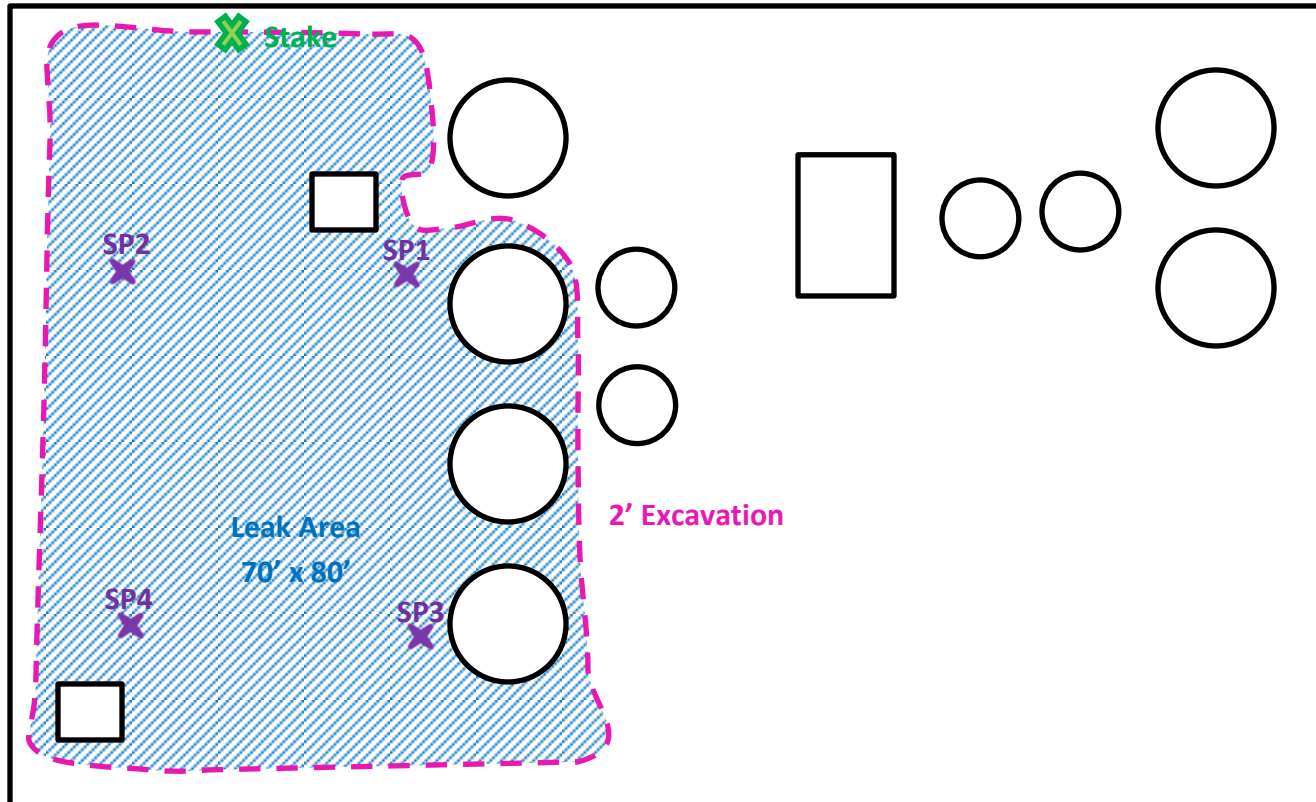 Stake
SP2
SP1
2’ Excavation
Leak Area
70’ x 80’
SP4
SP3